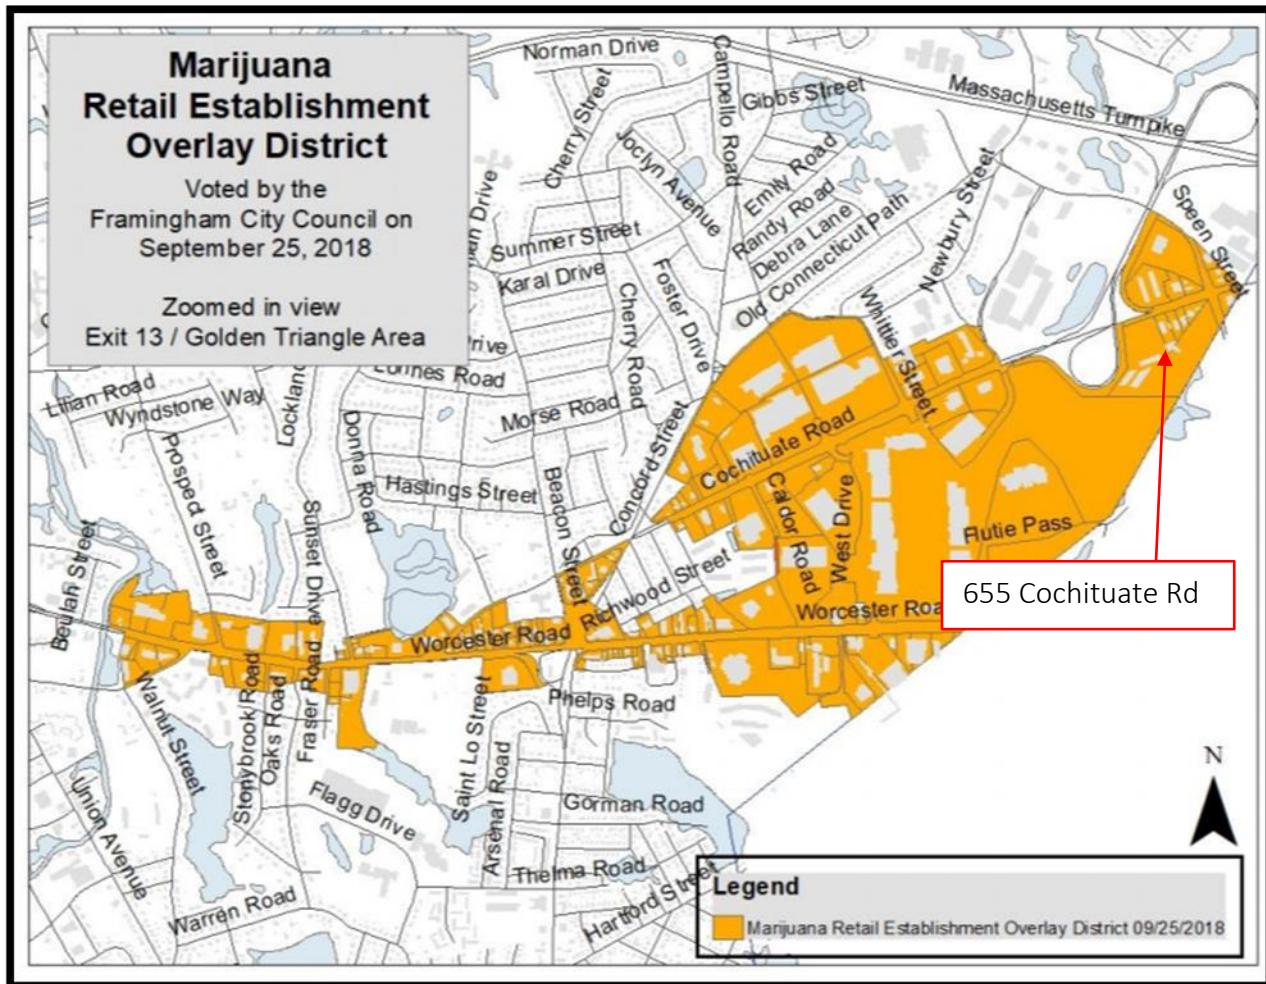 Marijuana
Retail Establishment
Overlay District
Voted by the
Framingham City Council on
September 25, 2018
Zoomed in view
Exit 13 / Golden Triangle Area
Norman Drive
Campello Road
Gibbs Street
Massachusetts Turnpike
Cherry Street
Joclyn Avenue
Emily Road
Randy Road
Debra Lane
Old Connecticut Path
Newbury Street
Speen Street
Summer Street
Karal Drive
Foster Drive
Cherry Road
Whittier Street
Lilian Road
Wyndstone Way
Morse Road
Donna Road
Prospect Street
Hastings Street
Concord Street
Cochituate Road
Caldor Road
West Drive
Flutie Pass
Beacon Street
Sunset Drive
Beulah Street
Richwood Street
Worcester Road
Worcester Roa
655 Cochituate Rd
Walnut Street
Stonybrook Road
Oaks Road
Fraser Road
Phelps Road
Saint Lo Street
Arsenal Road
Union Avenue
Flagg Drive
Gorman Road
Thelma Road
Warren Road
Hartford Street
N
Legend
Marijuana Retail Establishment Overlay District 09/25/2018